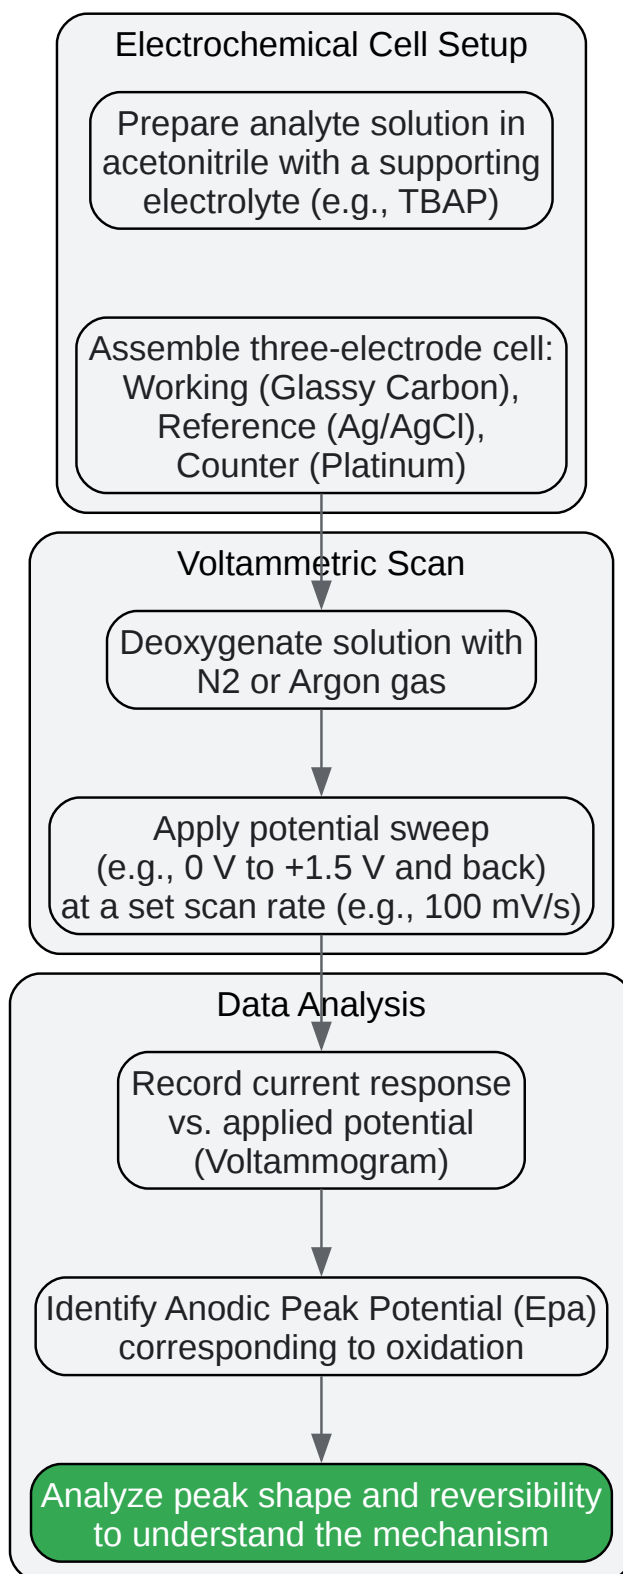 Electrochemical Cell Setup
Prepare analyte solution in
acetonitrile with a supporting
electrolyte (e.g., TBAP)
Assemble three-electrode cell:
Working (Glassy Carbon),
Reference (Ag/AgCl),
Counter (Platinum)
Voltammetric Scan
Deoxygenate solution with
N2 or Argon gas
Apply potential sweep
(e.g., 0 V to +1.5 V and back)
at a set scan rate (e.g., 100 mV/s)
Data Analysis
Record current response
vs. applied potential
(Voltammogram)
Identify Anodic Peak Potential (Epa)
corresponding to oxidation
Analyze peak shape and reversibility
to understand the mechanism